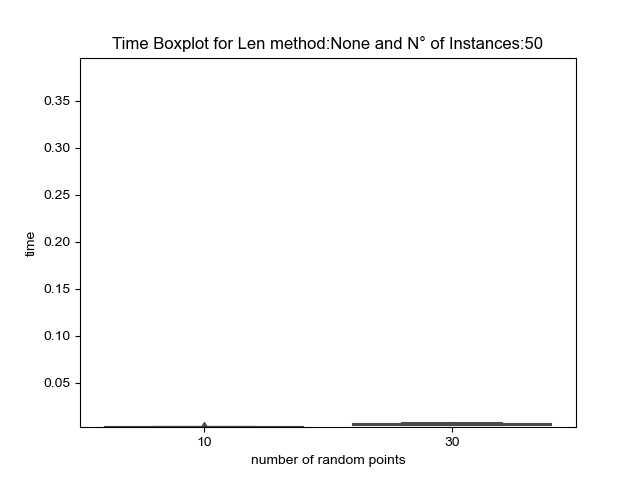 Time Boxplot for Len method:None and N° of Instances:50
0.35
0.30
0.25
0.20
0.15
0.10
0.05
time
10 30
number of random points